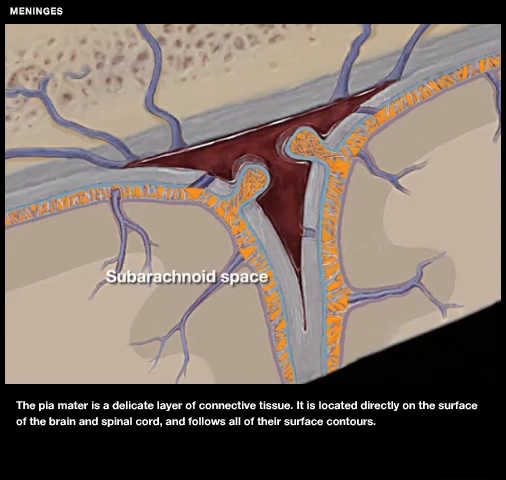 MENINGES
Subarachnoid space
The pia mater is a delicate layer of connective tissue. It is located directly on the surface
of the brain and spinal cord, and follows all of their surface contours.